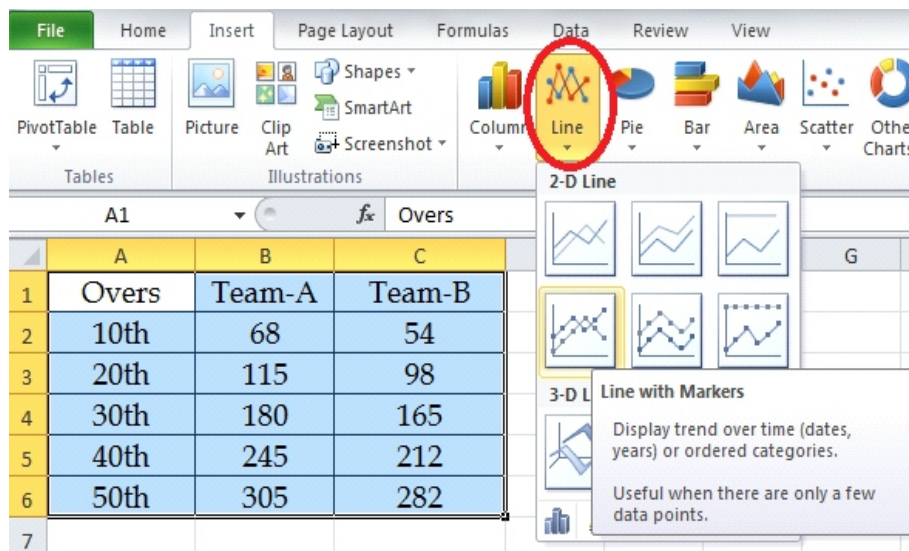 File Home Insert Page Layout Formulas Data Review View
PivotTable Table Picture Clip Art Shapes SmartArt Screenshot Column Line Pie Bar Area Scatter Othe Charts
Tables Illustrations
2-D Line
A1 fx Overs
A B C G
1 Overs Team-A Team-B
2 10th 68 54
3 20th 115 98
4 30th 180 165
5 40th 245 212
6 50th 305 282
7
3-D L
Line with Markers
Display trend over time (dates,
years) or ordered categories.
Useful when there are only a few
data points.